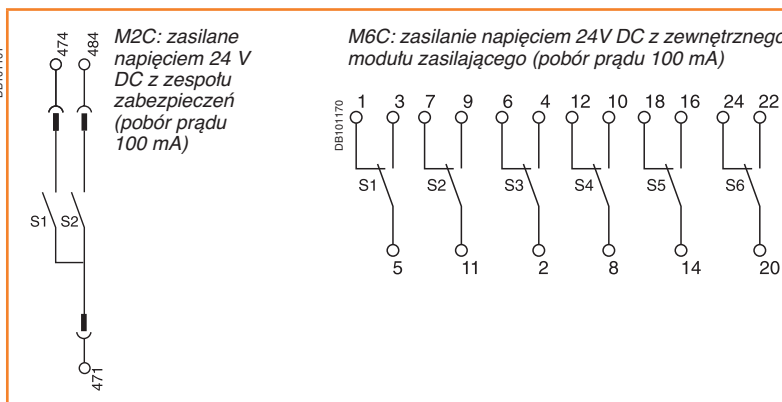 474 484
M2C: zasilane
napięciem 24 V
DC z zespołu
zabezpieczeń
(pobór prądu
100 mA)
S1 S2
471
M6C: zasilanie napięciem 24V DC z zewnętrznego
modułu zasilającego (pobór prądu 100 mA)
DB101170
1 3 7 9 6 4 12 10 18 16 24 22
S1 S2 S3 S4 S5 S6
5 11 2 8 14 20